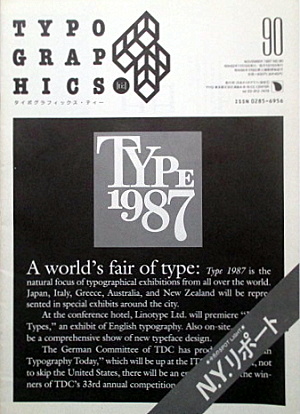 TYPO
GRAP
HICS
タイポグラフィックス・ティー
90
ISSN 0285-6956
TYPE
1987
A world's fair of type: Type 1987 is the
natural focus of typographical exhibitions from all over the world.
Japan, Italy, Greece, Australia, and New Zealand will be repre-
sented in special exhibits around the city.
At the conference hotel, Linotype Ltd. will premiere
Types," an exhibit of English typography. Also on-site,
be a comprehensive show of new typeface design.
The German Committee of TDC has
Typography Today," which will be up at the
to skip the United States, there will be an
ners of TDC's 33rd annual competition
N.Y.リポート